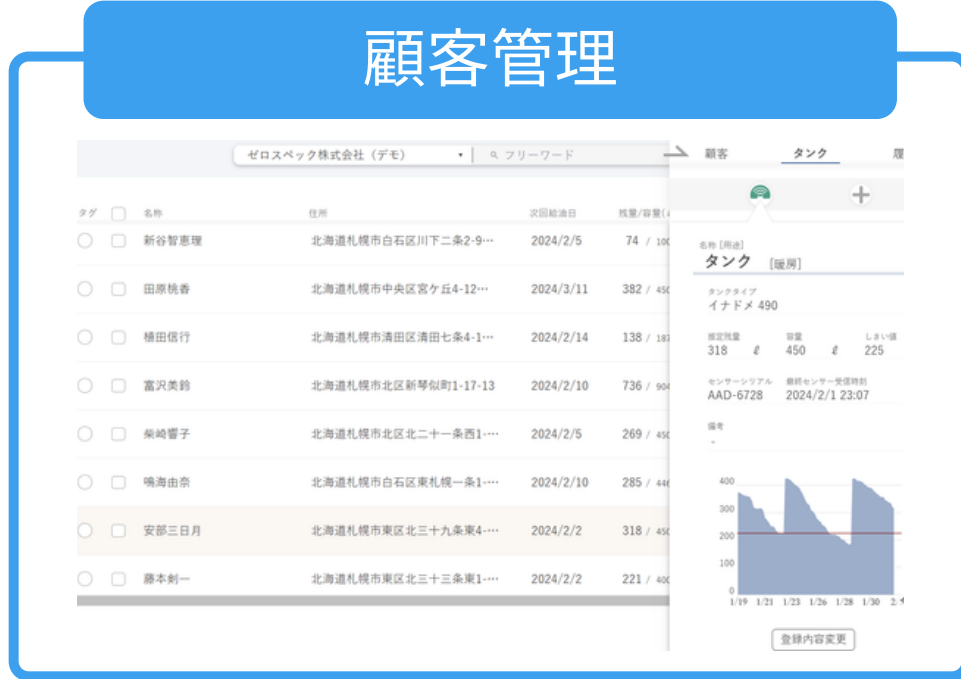 顧客管理
ゼロスペック株式会社（デモ）
フリーワード
顧客 タンク
タグ 名称 住所 次回給油日 残量/容量(
新谷智恵理 北海道札幌市白石区川下二条2-9… 2024/2/5 74 / 100
田原桃香 北海道札幌市中央区宮ケ丘4-12… 2024/3/11 382 / 450
植田信行 北海道札幌市清田区清田七条4-1… 2024/2/14 138 / 187
富沢美鈴 北海道札幌市北区新琴似町1-17-13 2024/2/10 736 / 904
柴崎響子 北海道札幌市北区北二十一条西1-… 2024/2/5 269 / 450
鳴海由奈 北海道札幌市白石区東札幌一条1-… 2024/2/10 285 / 446
安部三日月 北海道札幌市東区北三十九条東4-… 2024/2/2 318 / 450
藤本剣一 北海道札幌市東区北三十三条東1-… 2024/2/2 221 / 400
名称 [用途]
タンク [暖房]
タンクタイプ
イナドメ 490
推定残量 容量 しきい値
318 ℓ 450 ℓ 225
センサーシリアル 最終センサー受信時刻
AAD-6728 2024/2/1 23:07
備考
-
400
300
200
100
0
1/19 1/21 1/23 1/26 1/28 1/30
登録内容変更